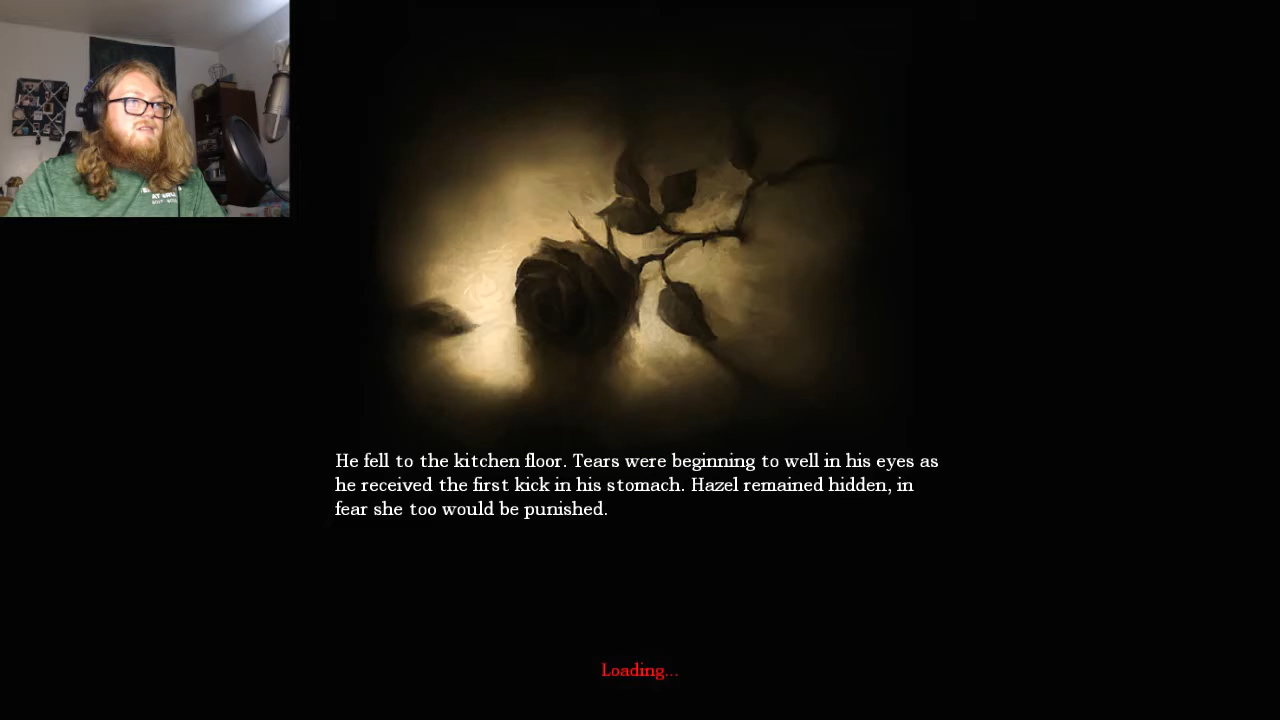 He fell to the kitchen floor. Tears were beginning to well in his eyes as
he received the first kick in his stomach. Hazel remained hidden, in
fear she too would be punished.
Loading...